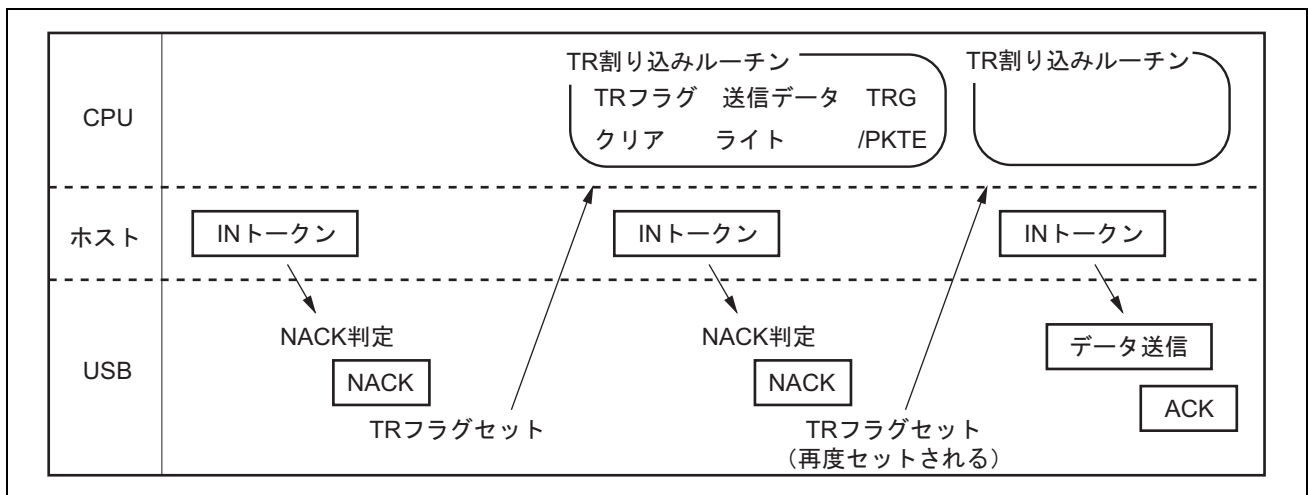 TR割り込みルーチン
TR割り込みルーチン
TRフラグ 送信データ TRG
クリア ライト /PKTE
CPU
ホスト
INトークン
INトークン
INトークン
USB
NACK判定
NACK
TRフラグセット
NACK判定
NACK
TRフラグセット
（再度セットされる）
データ送信
ACK